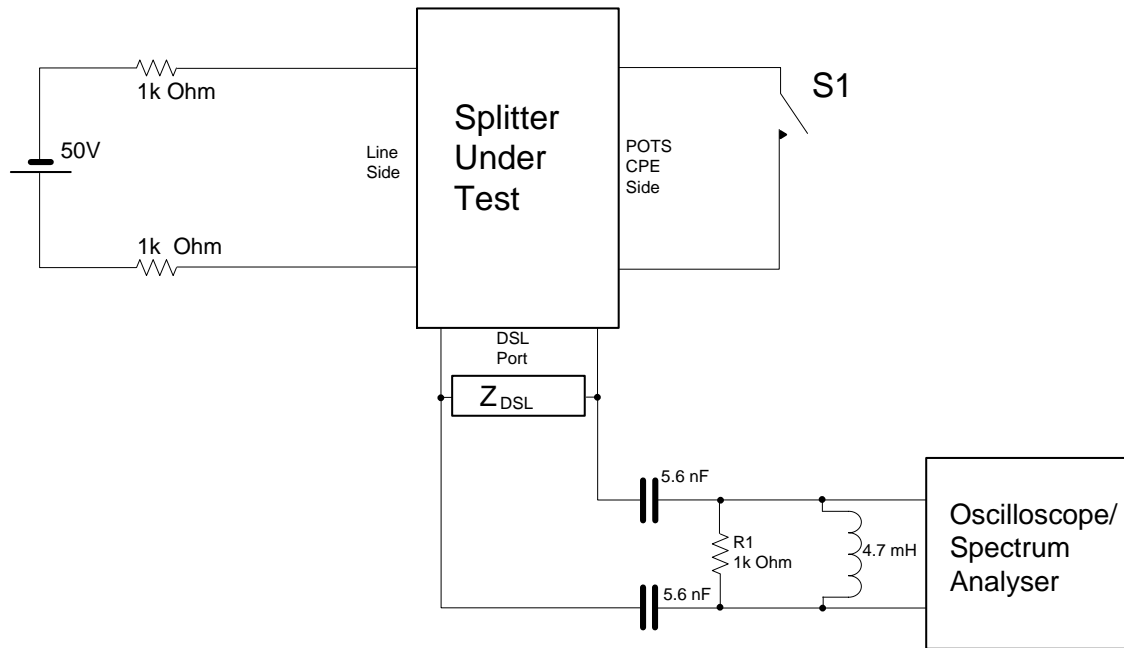 1k Ohm
50V
1k Ohm
Line
Side
Splitter
Under
Test
POTS
CPE
Side
S1
DSL
Port
Z DSL
5.6 nF
R1
1k Ohm
4.7 mH
5.6 nF
Oscilloscope/
Spectrum
Analyser